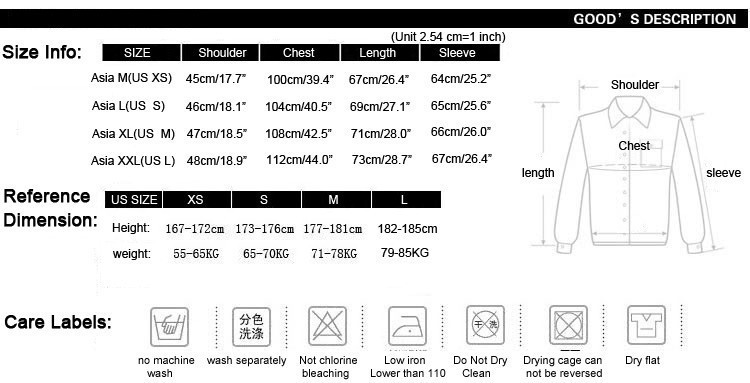 GOOD'S DESCRIPTION
(Unit 2.54 cm=1 inch)
Size Info:
SIZE Shoulder Chest Length Sleeve
Asia M(US XS) 45cm/17.7" 100cm/39.4" 67cm/26.4" 64cm/25.2"
Asia L(US S) 46cm/18.1" 104cm/40.5" 69cm/27.1" 65cm/25.6"
Asia XL(US M) 47cm/18.5" 108cm/42.5" 71cm/28.0" 66cm/26.0"
Asia XXL(US L) 48cm/18.9" 112cm/44.0" 73cm/28.7" 67cm/26.4"
Shoulder
Chest
length
sleeve
Reference
Dimension:
US SIZE XS S M L
Height: 167-172cm 173-176cm 177-181cm 182-185cm
weight: 55-65KG 65-70KG 71-78KG 79-85KG
Care Labels:
分色
洗涤
干洗
no machine
wash
wash separately
Not chlorine
bleaching
Low iron
Lower than 110
Do Not Dry
Clean
Drying cage can
not be reversed
Dry flat